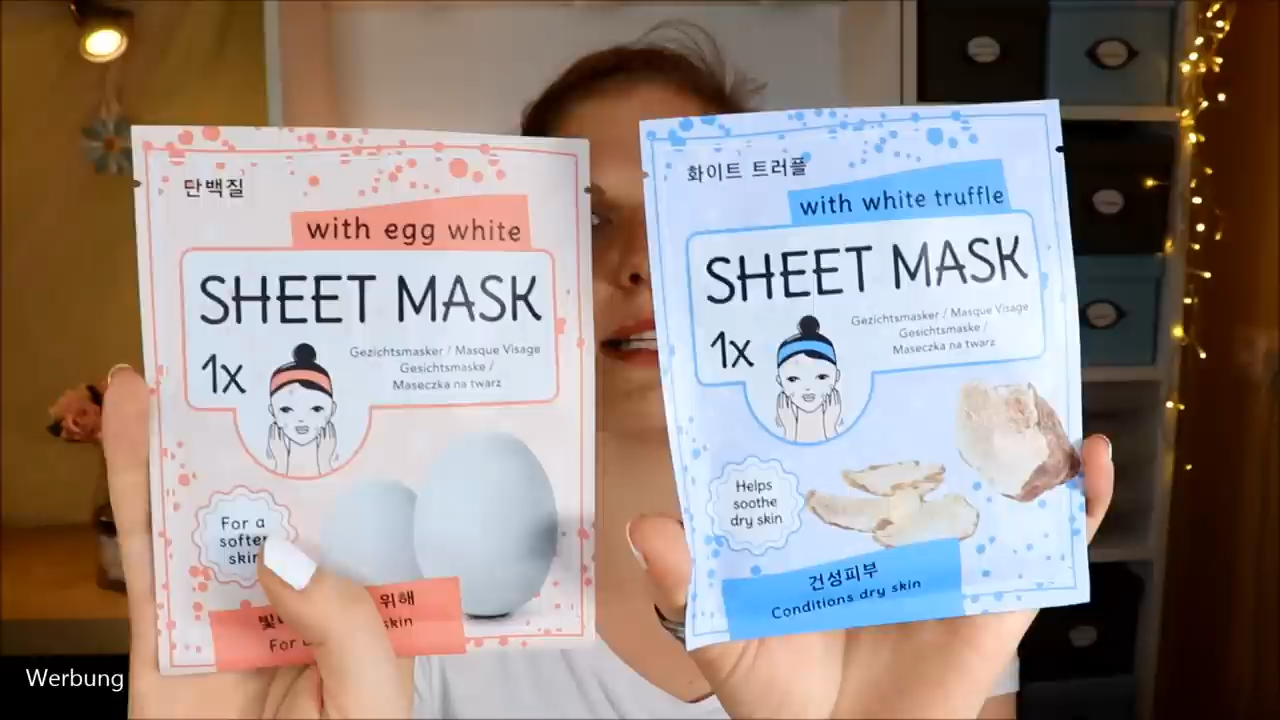 단백질
with egg white
SHEET MASK
1x
Gezichtsmasker / Masque Visage
Gesichtsmaske /
Maseczka na twarz
For a
softer
skin
위해
For skin
화이트 트러플
with white truffle
SHEET MASK
1x
Gezichtsmasker / Masque Visage
Gesichtsmaske /
Maseczka na twarz
Helps
soothe
dry skin
건성피부
Conditions dry skin
Werbung